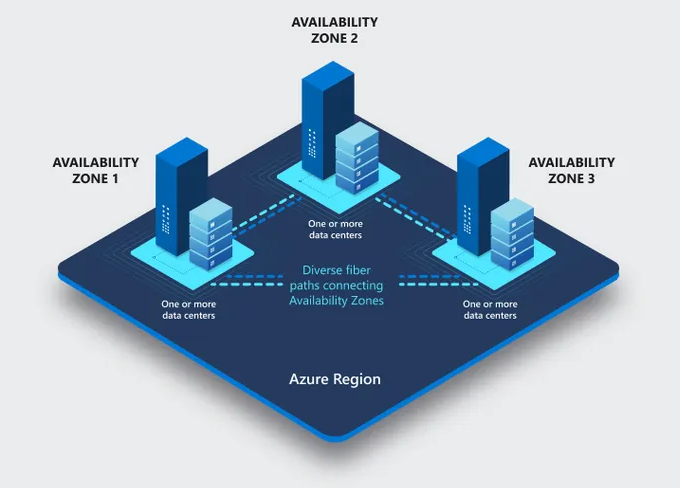 AVAILABILITY
ZONE 2
AVAILABILITY
ZONE 1
AVAILABILITY
ZONE 3
One or more
data centers
Diverse fiber
paths connecting
Availability Zones
One or more
data centers
One or more
data centers
Azure Region